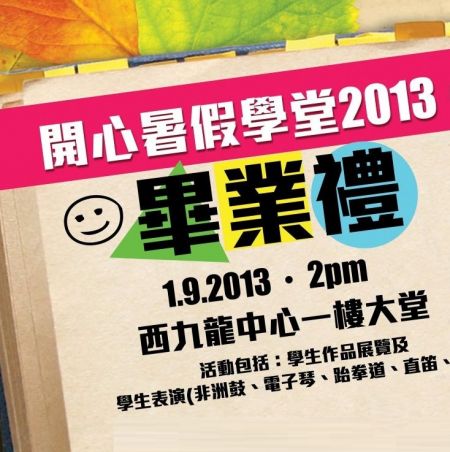 開心暑假學堂2013
畢業禮
1.9.2013 · 2pm
西九龍中心一樓大堂
活動包括：學生作品展覽及
學生表演(非洲鼓、電子琴、跆拳道、直笛、